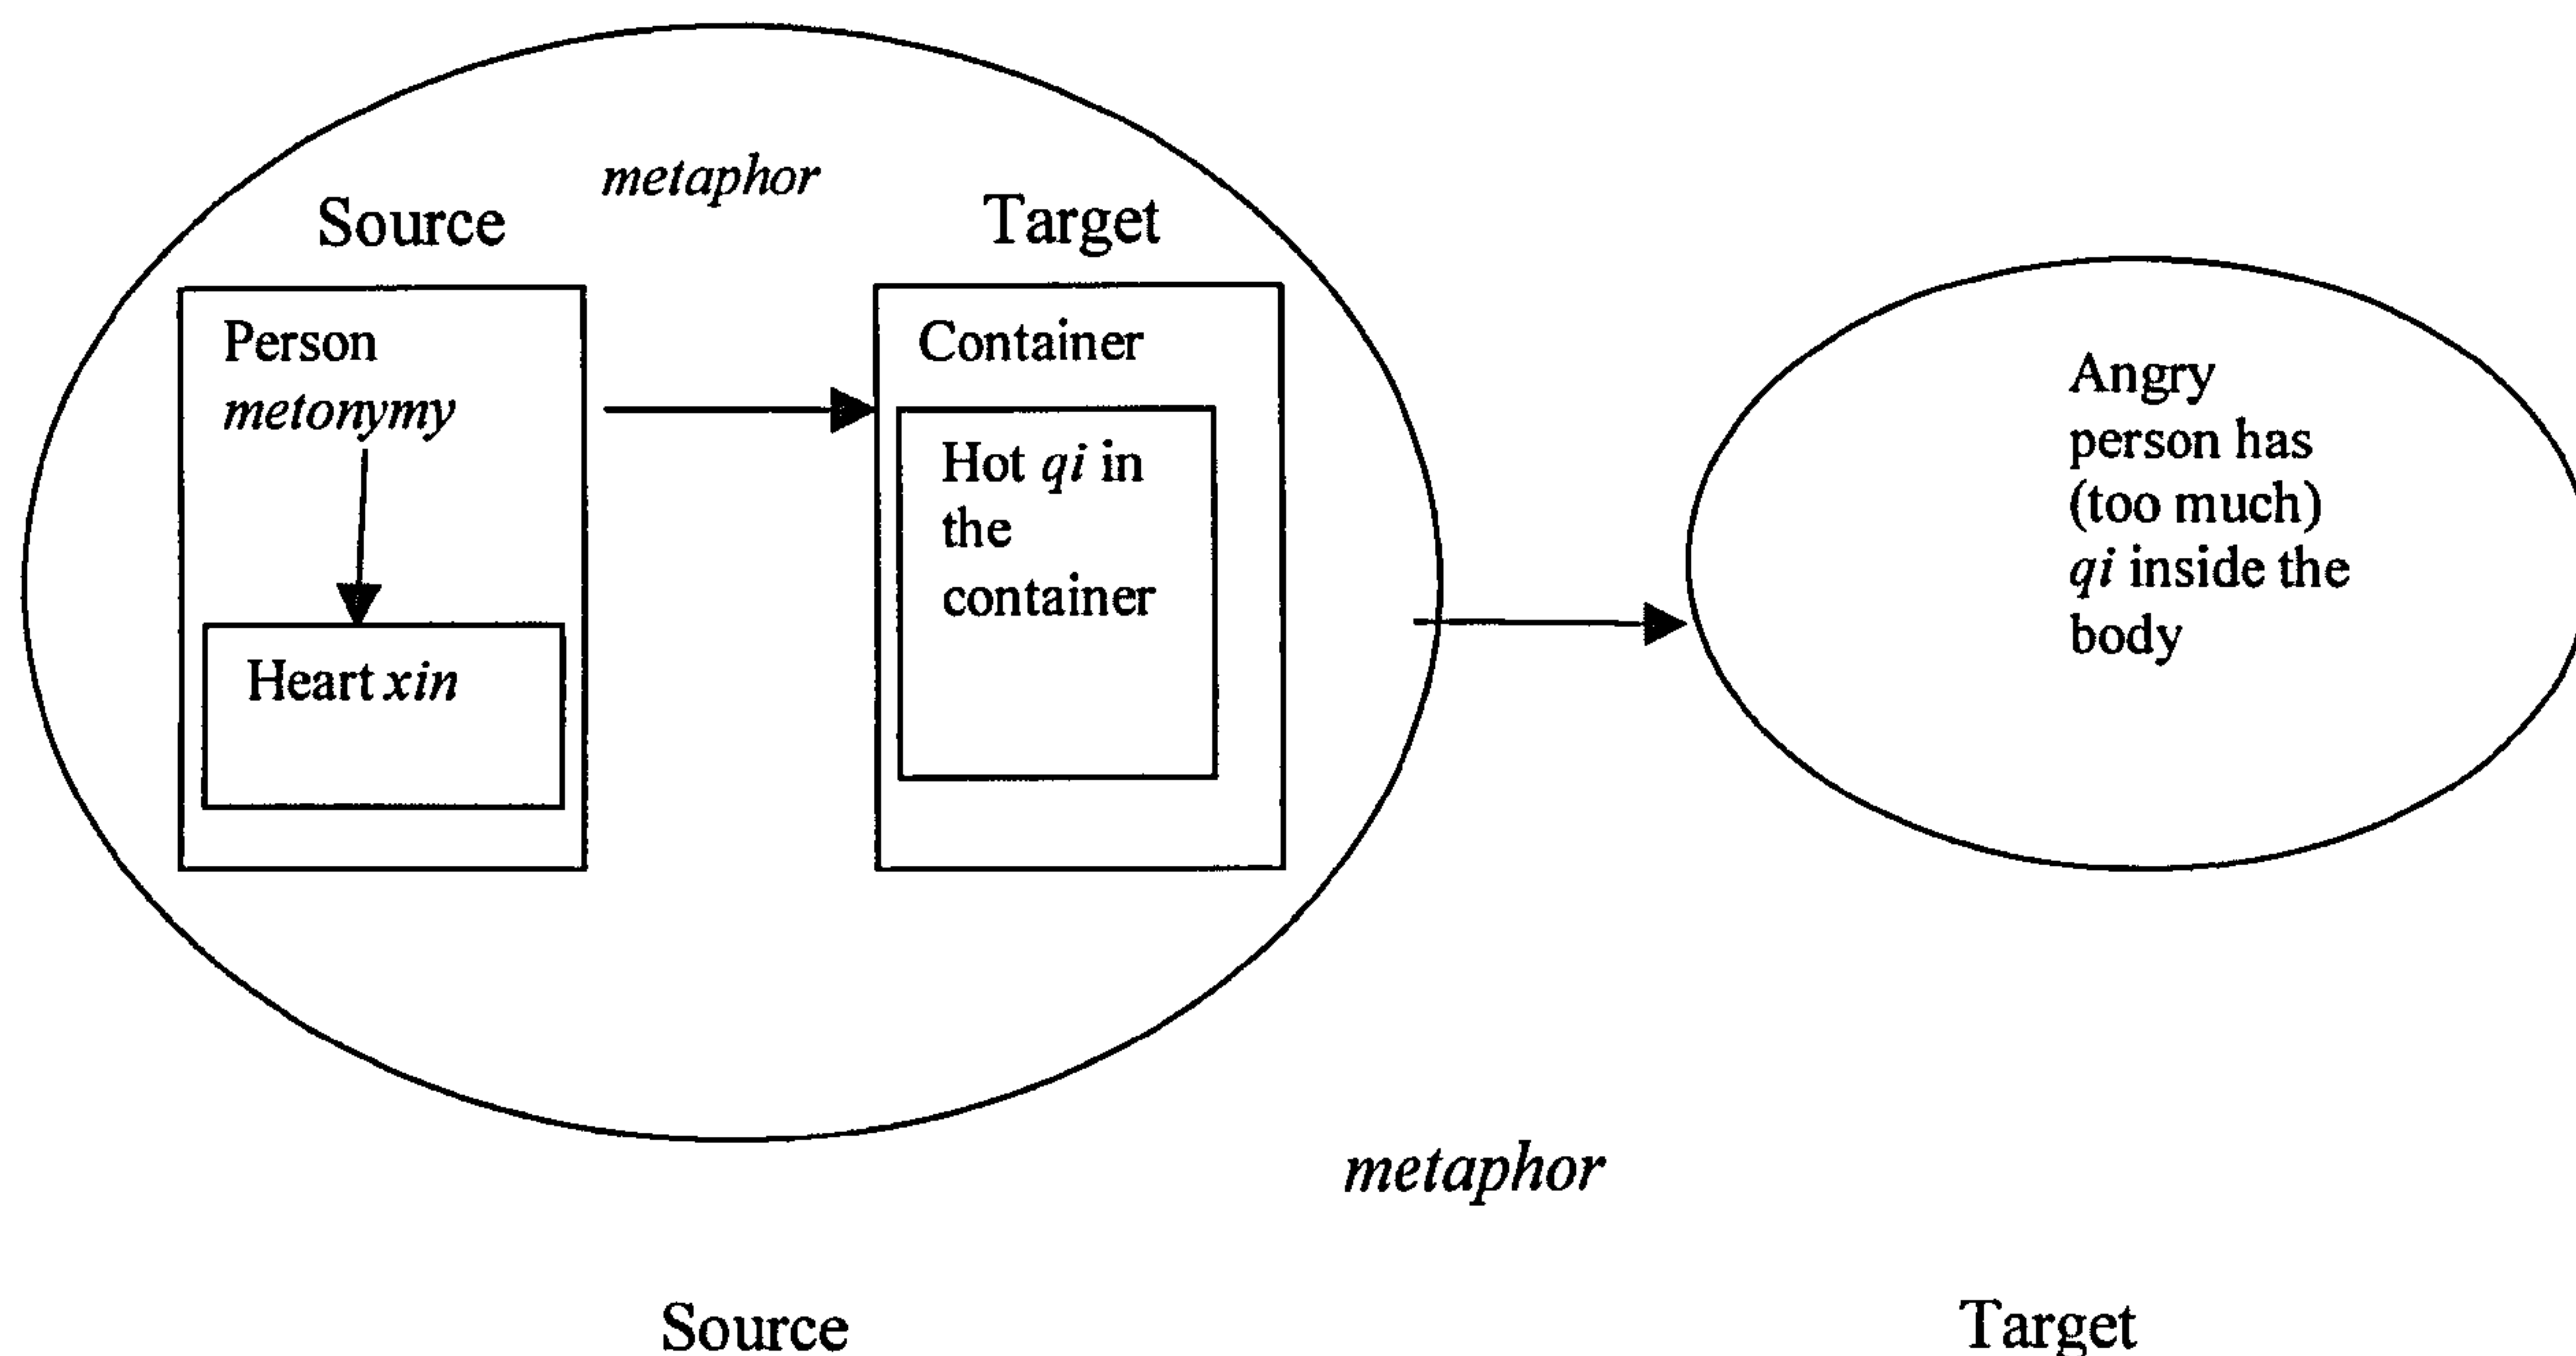 metaphor
Source
Target
Person
metonymy
Heart xin
Container
Hot qi in
the
container
Angry
person has
(too much)
qi inside the
body
metaphor
Source
Target